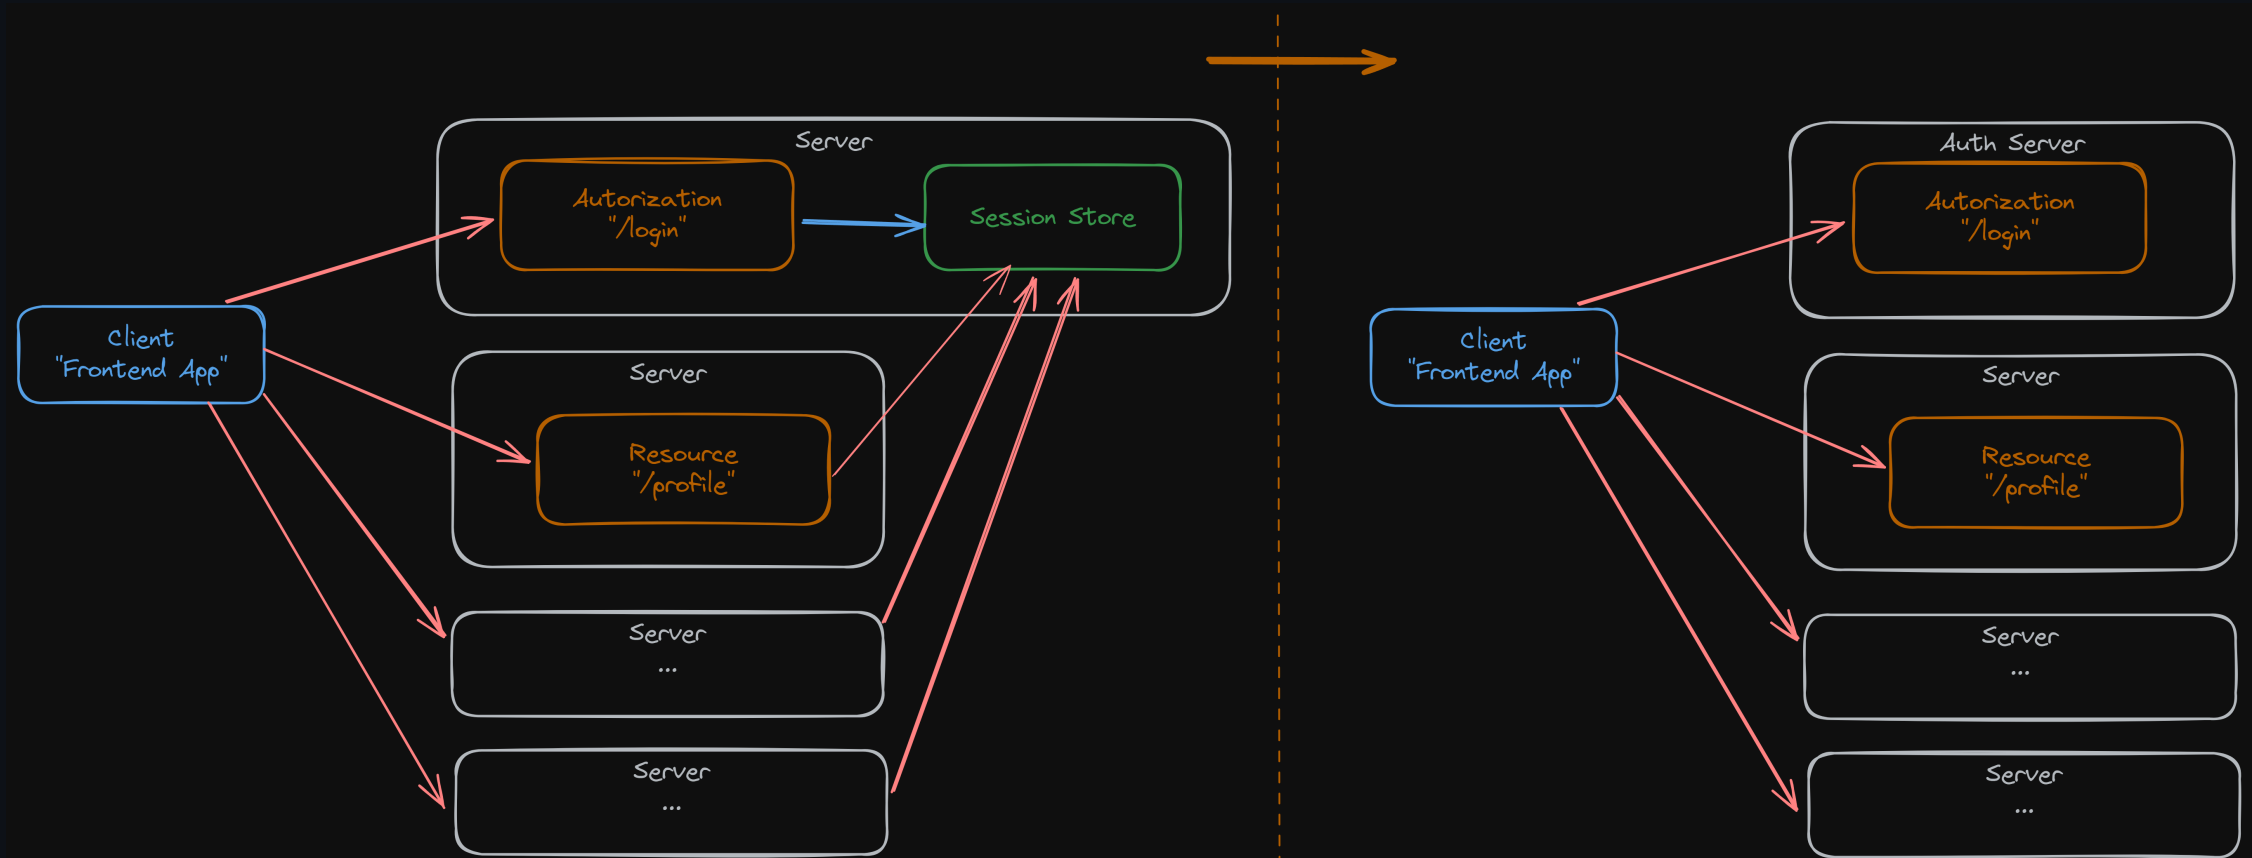 Server
Autorization
"/login"
Session Store
Client
"Frontend App"
Server
Resource
"/profile"
Server
...
Server
...
Auth Server
Autorization
"/login"
Client
"Frontend App"
Server
Resource
"/profile"
Server
...
Server
...